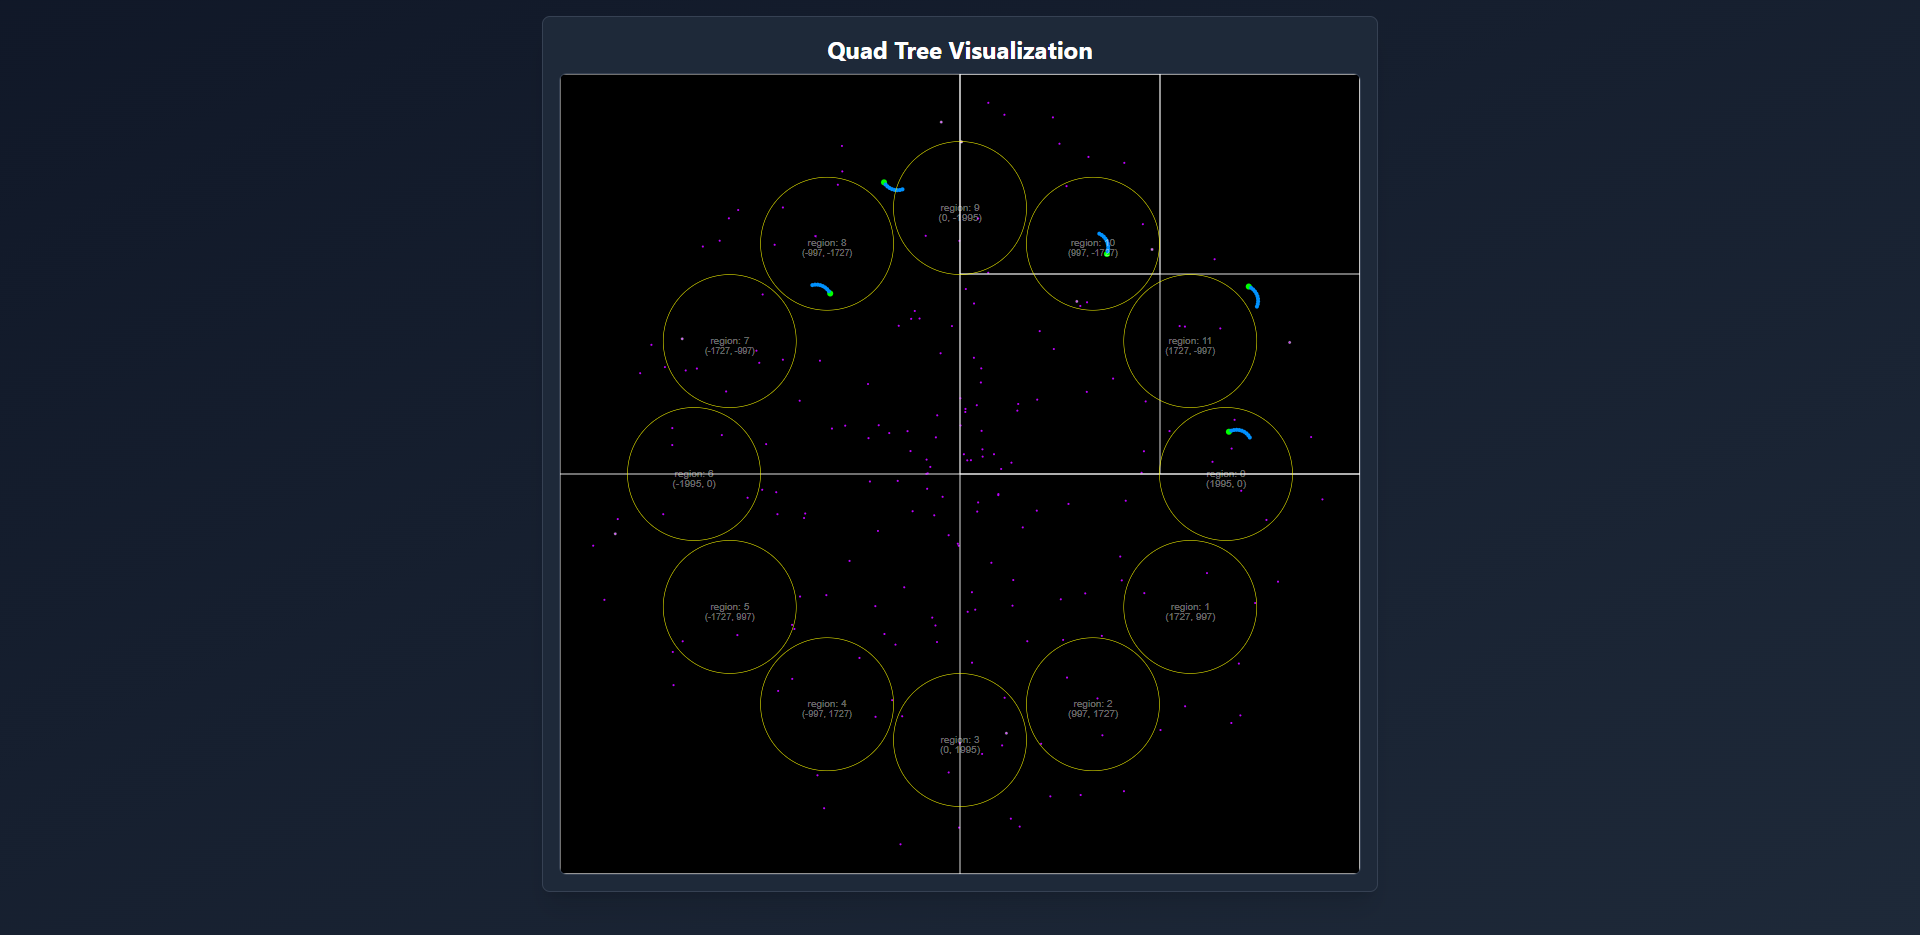 Quad Tree Visualization
region: 9
(0, -1995)
region: 8
(-997, -1727)
region: 10
(997, -1727)
region: 7
(-1727, -997)
region: 11
(1727, -997)
region: 6
(-1995, 0)
region: 0
(1995, 0)
region: 5
(-1727, 997)
region: 1
(1727, 997)
region: 4
(-997, 1727)
region: 2
(997, 1727)
region: 3
(0, 1995)